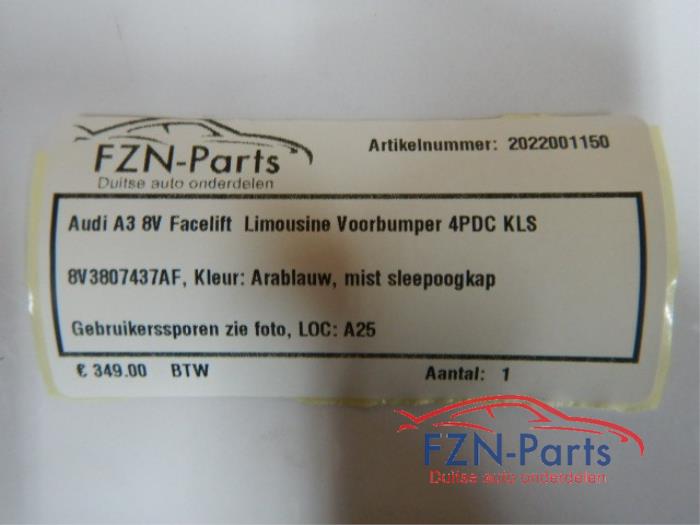 FZN-Parts
Duitse auto onderdelen
Artikelnummer: 2022001150
Audi A3 8V Facelift Limousine Voorbumper 4PDC KLS
8V3807437AF, Kleur: Arablauw, mist sleepoogkap
Gebruikerssporen zie foto, LOC: A25
€ 349.00 BTW Aantal: 1
FZN-Parts
Duitse auto onderdelen